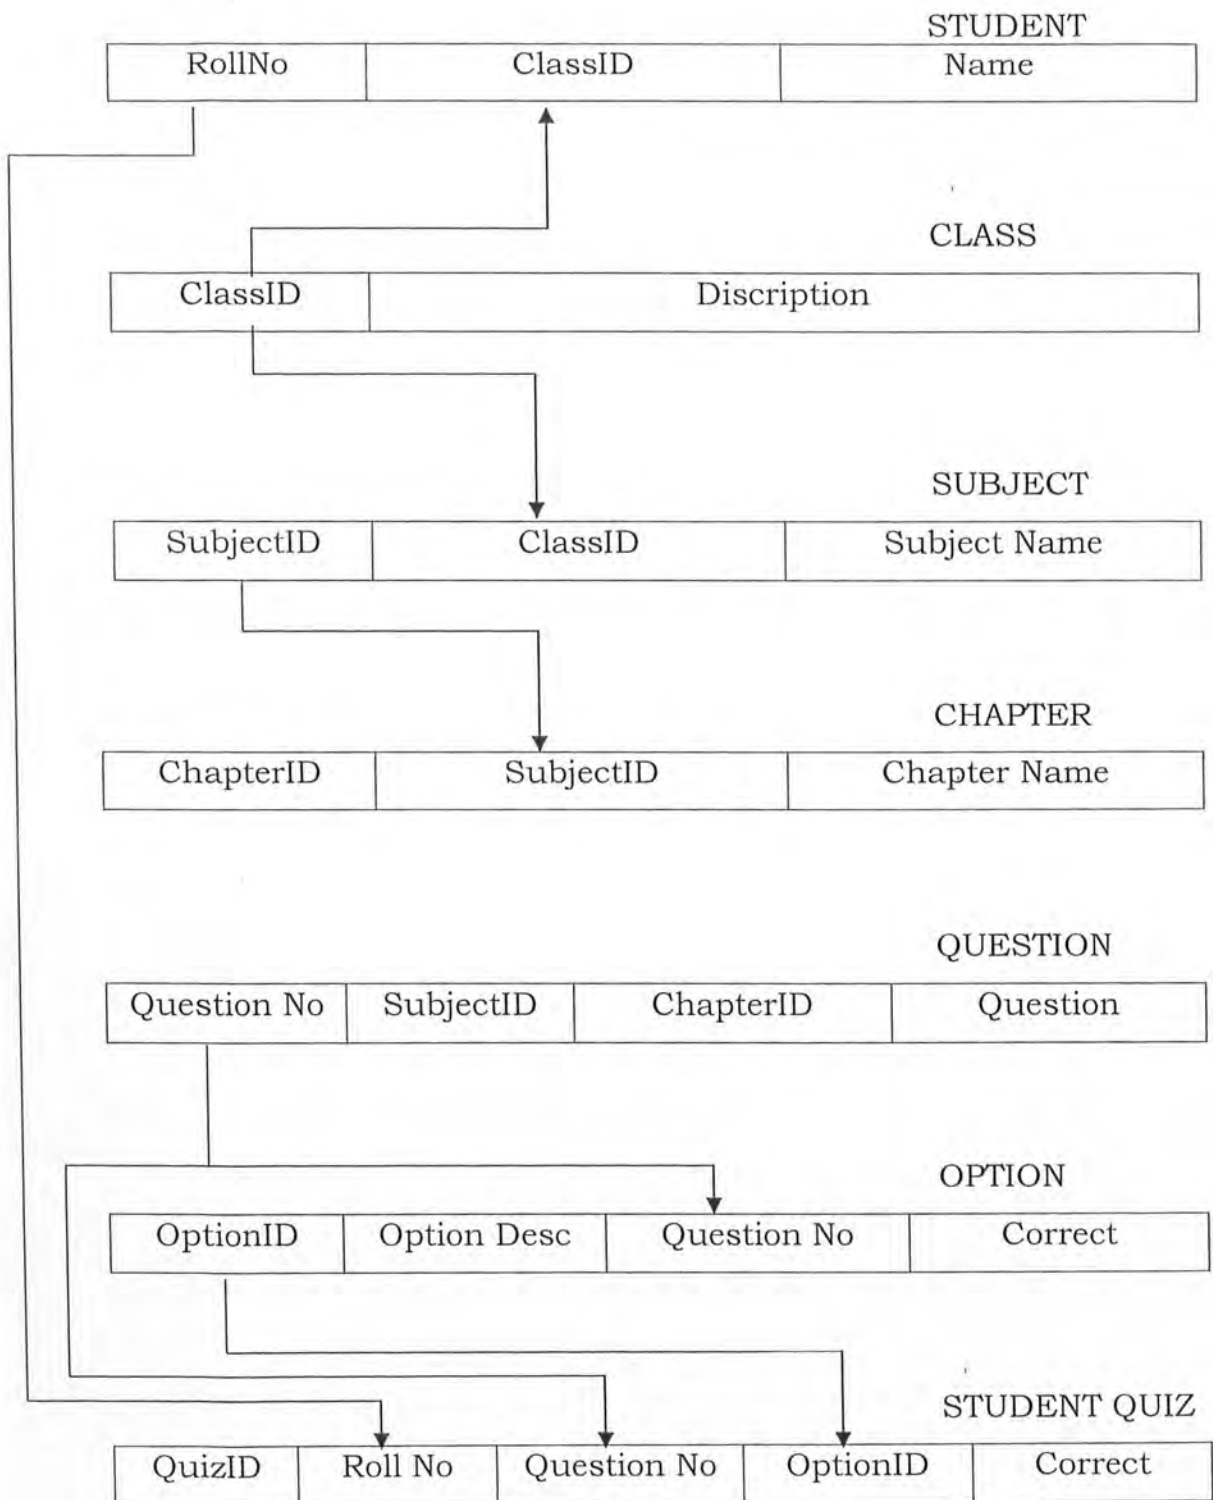 STUDENT
RollNo ClassID Name
CLASS
ClassID Discription
SUBJECT
SubjectID ClassID Subject Name
CHAPTER
ChapterID SubjectID Chapter Name
QUESTION
Question No SubjectID ChapterID Question
OPTION
OptionID Option Desc Question No Correct
STUDENT QUIZ
QuizID Roll No Question No OptionID Correct